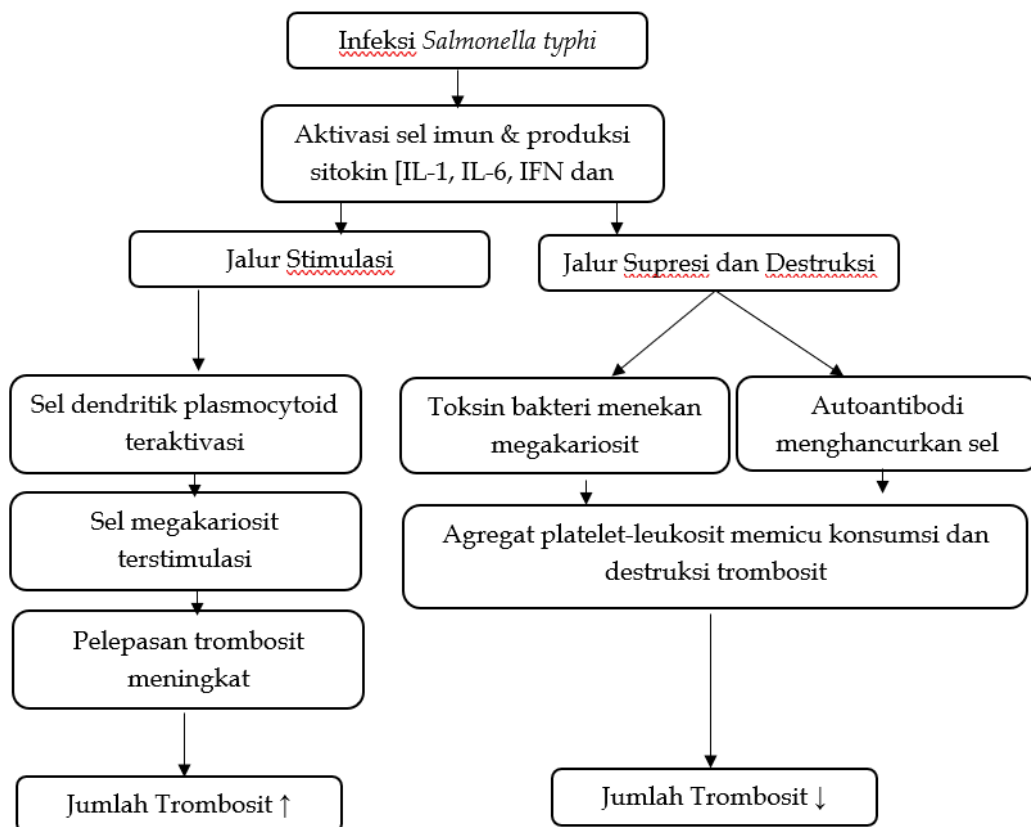 Infeksi Salmonella typhi
Aktivasi sel imun & produksi
sitokin [IL-1, IL-6, IFN dan
Jalur Stimulasi
Jalur Supresi dan Destruksi
Sel dendritik plasmocytoid
teraktivasi
Toksin bakteri menekan
megakariosit
Autoantibodi
menghancurkan sel
Sel megakariosit
terstimulasi
Agregat platelet-leukosit memicu konsumsi dan
destruksi trombosit
Pelepasan trombosit
meningkat
Jumlah Trombosit ↑
Jumlah Trombosit ↓